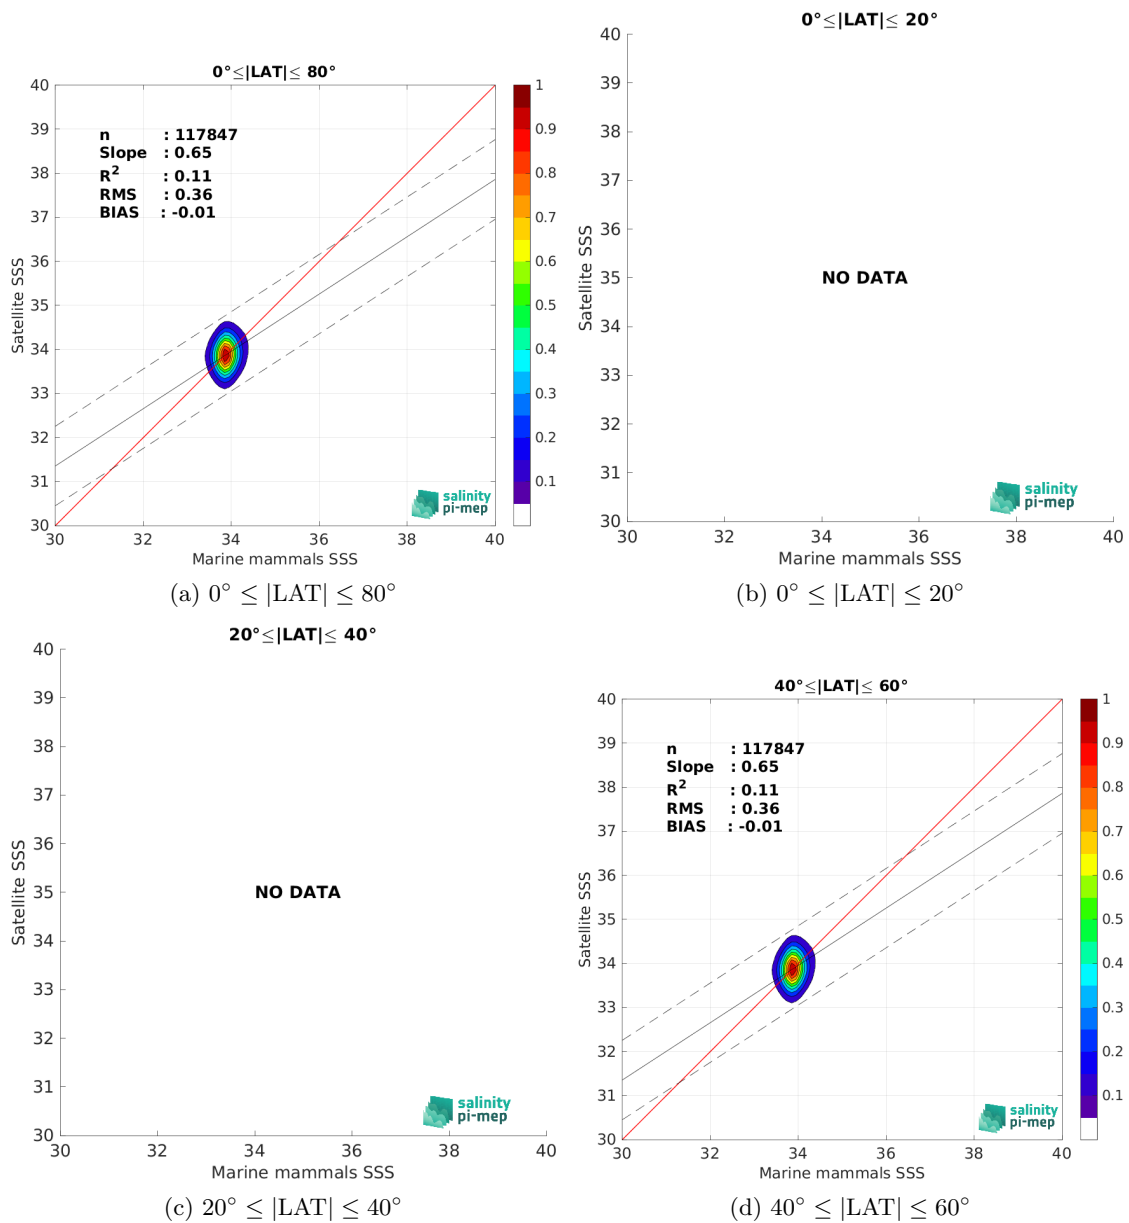 0°≤|LAT|≤ 80°
40
39
38
37
36
35
34
33
32
31
30
Satellite SSS
n : 117847
Slope : 0.65
R² : 0.11
RMS : 0.36
BIAS : -0.01
1
0.9
0.8
0.7
0.6
0.5
0.4
0.3
0.2
0.1
salinity
pi-mep
30 32 34 36 38 40
Marine mammals SSS
(a) 0° ≤ |LAT| ≤ 80°
0°≤|LAT|≤ 20°
40
39
38
37
36
35
34
33
32
31
30
Satellite SSS
NO DATA
salinity
pi-mep
30 32 34 36 38 40
Marine mammals SSS
(b) 0° ≤ |LAT| ≤ 20°
20°≤|LAT|≤ 40°
40
39
38
37
36
35
34
33
32
31
30
Satellite SSS
NO DATA
salinity
pi-mep
30 32 34 36 38 40
Marine mammals SSS
(c) 20° ≤ |LAT| ≤ 40°
40°≤|LAT|≤ 60°
40
39
38
37
36
35
34
33
32
31
30
Satellite SSS
n : 117847
Slope : 0.65
R² : 0.11
RMS : 0.36
BIAS : -0.01
1
0.9
0.8
0.7
0.6
0.5
0.4
0.3
0.2
0.1
salinity
pi-mep
30 32 34 36 38 40
Marine mammals SSS
(d) 40° ≤ |LAT| ≤ 60°